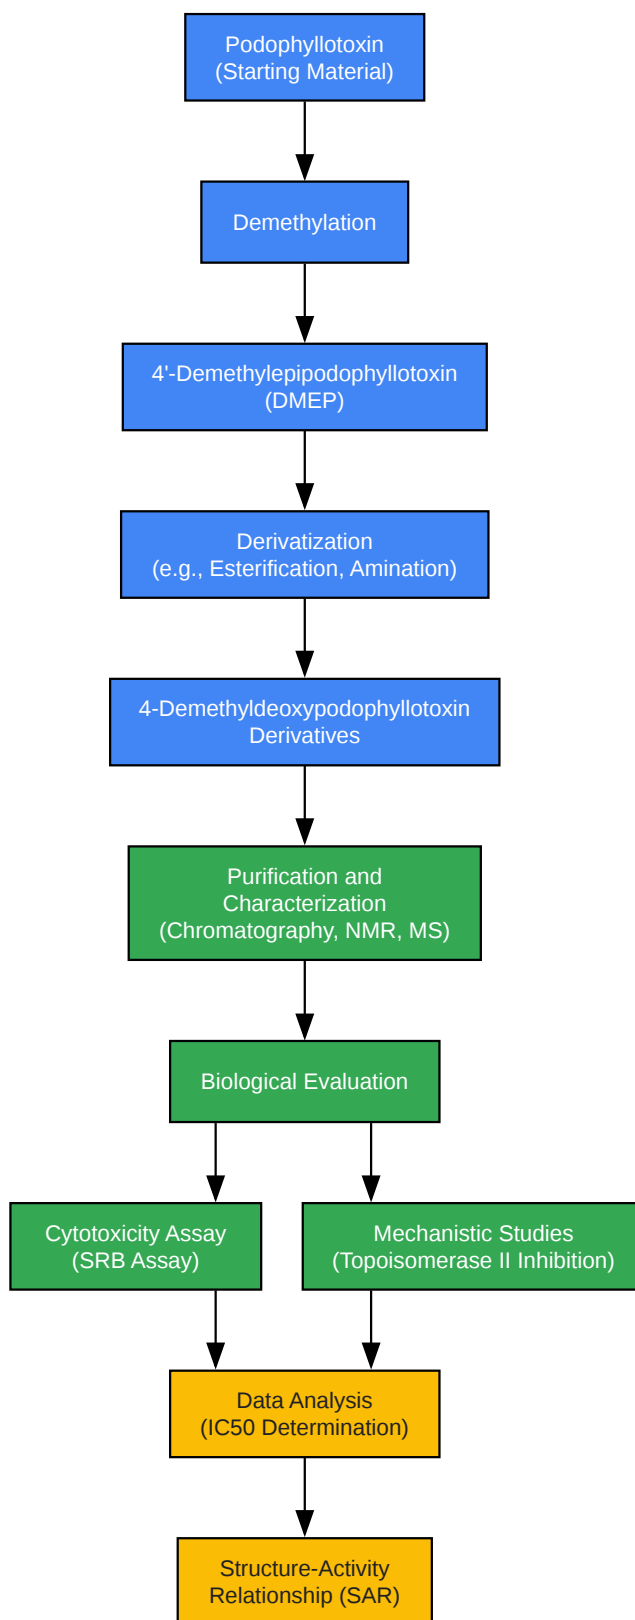 Podophyllotoxin
(Starting Material)
Demethylation
4'-Demethylepipodophyllotoxin
(DMEP)
Derivatization
(e.g., Esterification, Amination)
4-Demethyldeoxypodophyllotoxin
Derivatives
Purification and
Characterization
(Chromatography, NMR, MS)
Biological Evaluation
Cytotoxicity Assay
(SRB Assay)
Mechanistic Studies
(Topoisomerase II Inhibition)
Data Analysis
(IC50 Determination)
Structure-Activity
Relationship (SAR)